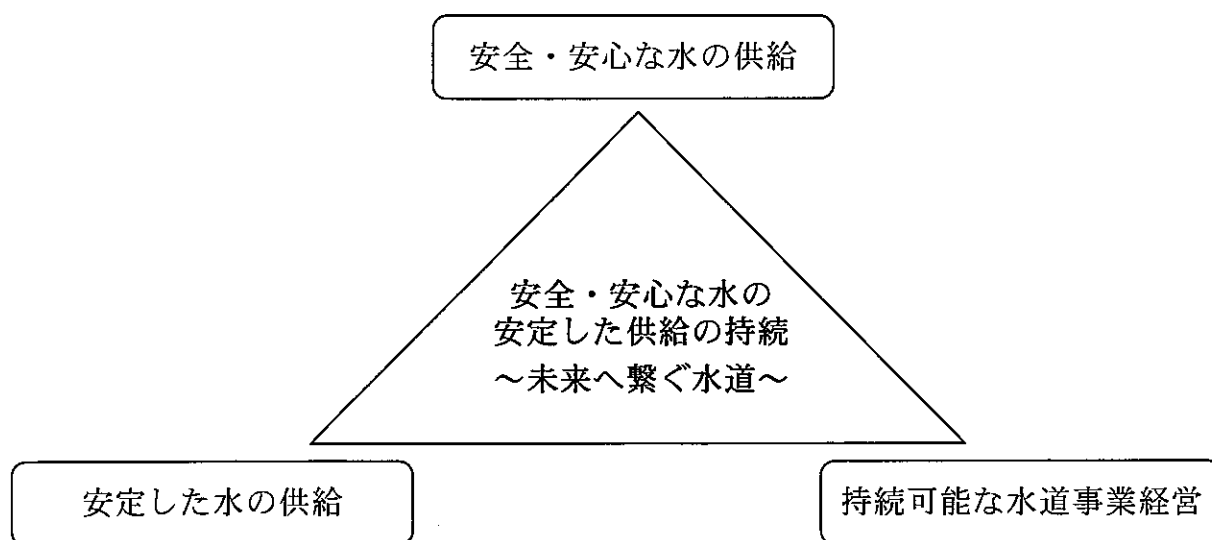 安全・安心な水の供給
安全・安心な水の
安定した供給の持続
~未来へ繋ぐ水道~
安定した水の供給
持続可能な水道事業経営